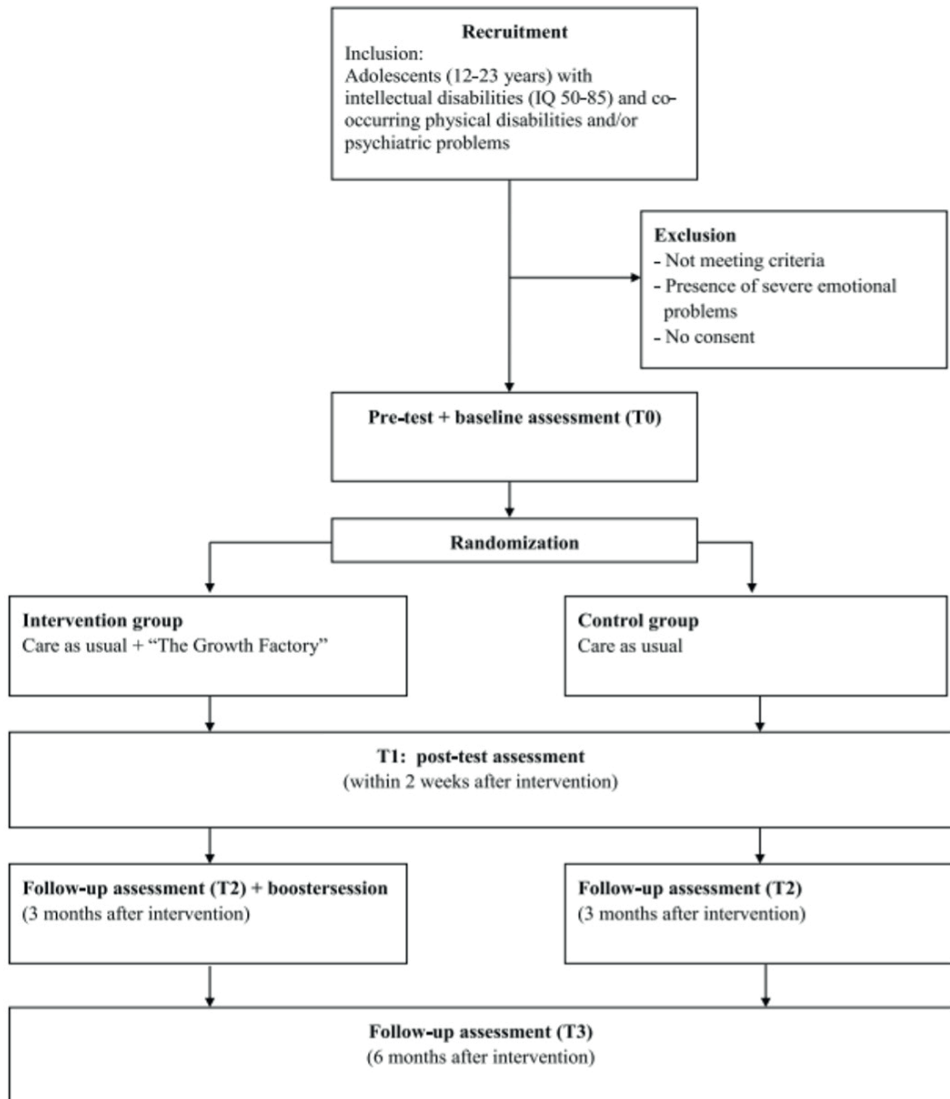 Recruitment
Inclusion:
Adolescents (12-23 years) with
intellectual disabilities (IQ 50-85) and co-
occurring physical disabilities and/or
psychiatric problems
Exclusion
- Not meeting criteria
- Presence of severe emotional
problems
- No consent
Pre-test + baseline assessment (T0)
Randomization
Intervention group
Care as usual + “The Growth Factory”
Control group
Care as usual
T1: post-test assessment
(within 2 weeks after intervention)
Follow-up assessment (T2) + boostersession
(3 months after intervention)
Follow-up assessment (T2)
(3 months after intervention)
Follow-up assessment (T3)
(6 months after intervention)